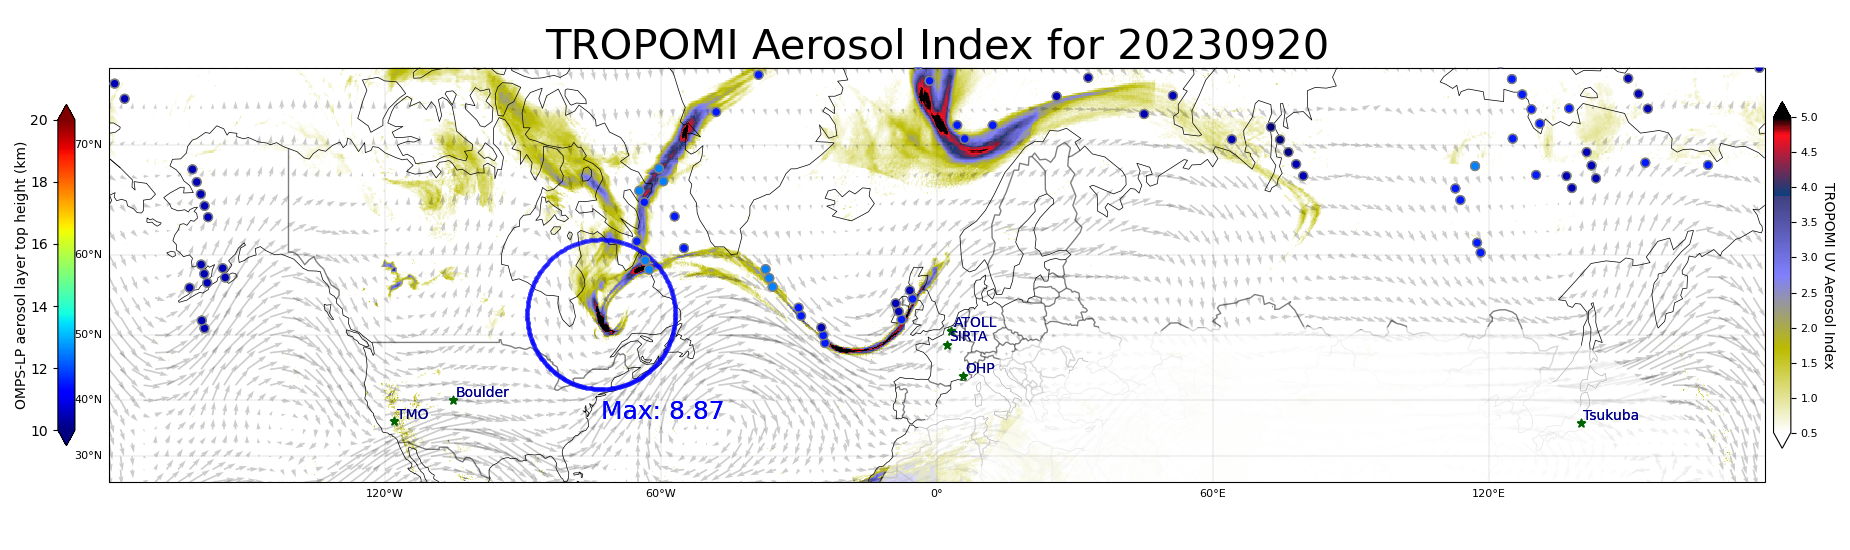 TROPOMI Aerosol Index for 20230920
OMPS-LP aerosol layer top height (km)
20
18
16
14
12
10
70°N
60°N
50°N
40°N
30°N
120°W
60°W
0°
60°E
120°E
ATOLL
SIRTA
OHP
Boulder
TMO
Max: 8.87
Tsukuba
5.0
4.5
4.0
3.5
3.0
2.5
2.0
1.5
1.0
0.5
TROPOMI UV Aerosol Index